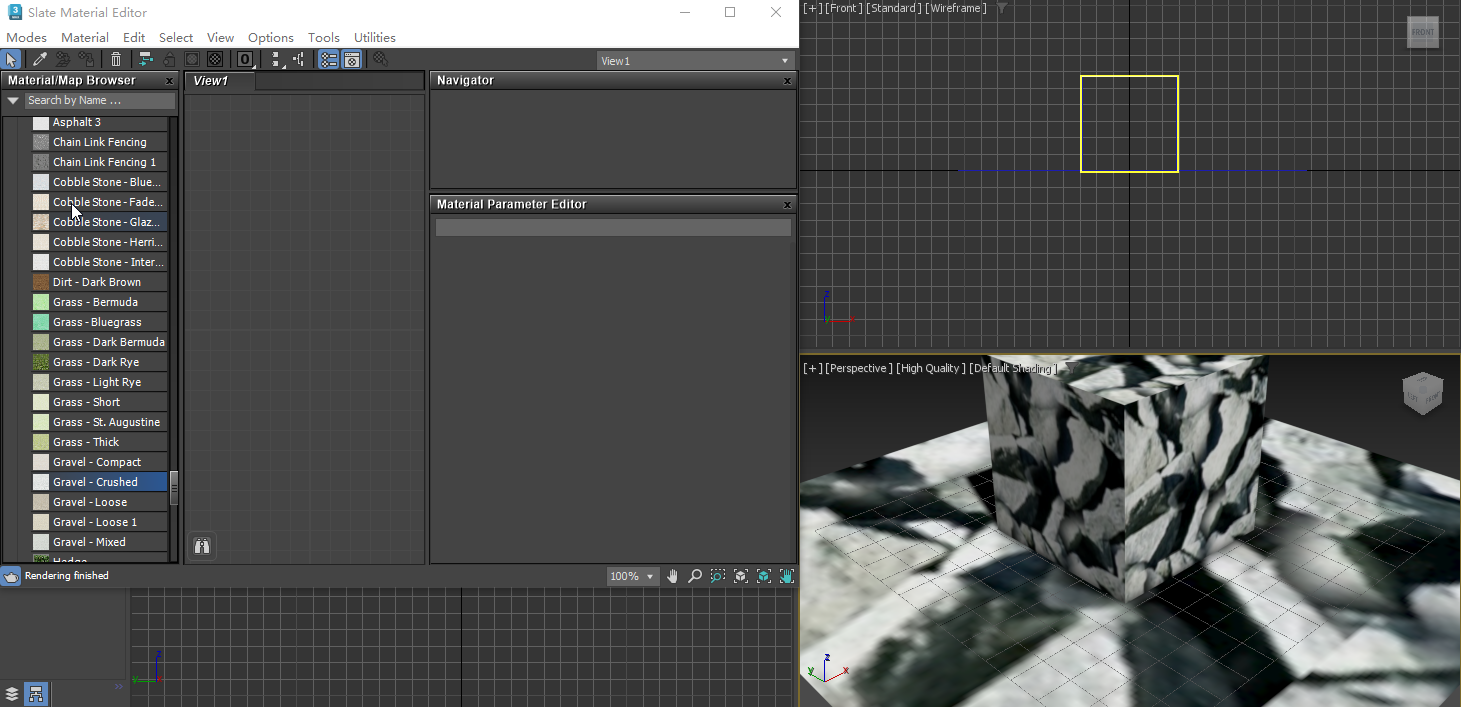 Slate Material Editor
Modes Material Edit Select View Options Tools Utilities
View1
Material/Map Browser
Search by Name ...
Asphalt 3
Chain Link Fencing
Chain Link Fencing 1
Cobble Stone - Blue...
Cobble Stone - Fade...
Cobble Stone - Glaz...
Cobble Stone - Herri...
Cobble Stone - Inter...
Dirt - Dark Brown
Grass - Bermuda
Grass - Bluegrass
Grass - Dark Bermuda
Grass - Dark Rye
Grass - Light Rye
Grass - Short
Grass - St. Augustine
Grass - Thick
Gravel - Compact
Gravel - Crushed
Gravel - Loose
Gravel - Loose 1
Gravel - Mixed
Hedge
View1
Navigator
Material Parameter Editor
Rendering finished
100%
z
y
[+] [Front] [Standard] [Wireframe]
FRONT
z
y x
[+] [Perspective] [High Quality] [Default Shading]
z
y x